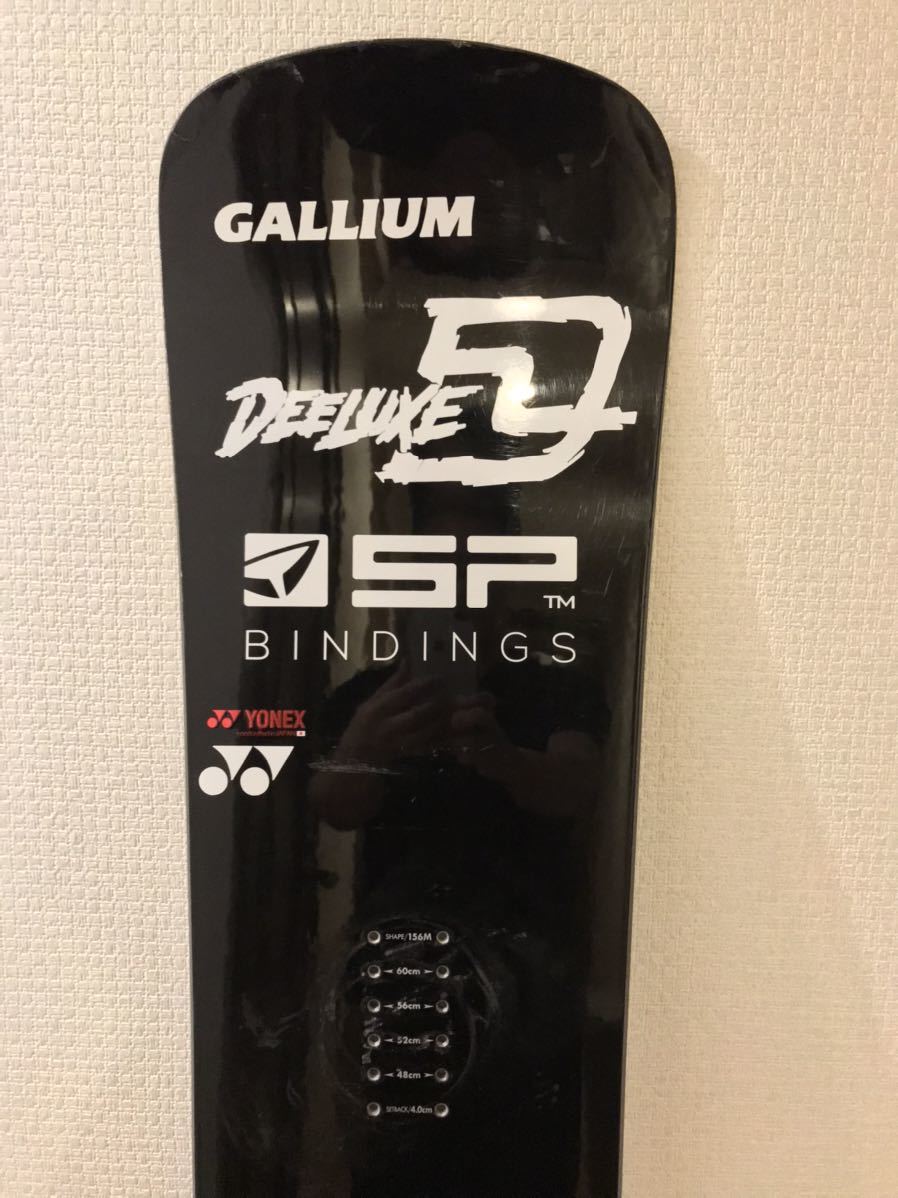 GALLIUM
DEELUXE
SP
TM
BINDINGS
YONEX
SHAPE/156M
60cm
56cm
52cm
48cm
SETBACK/4.0cm